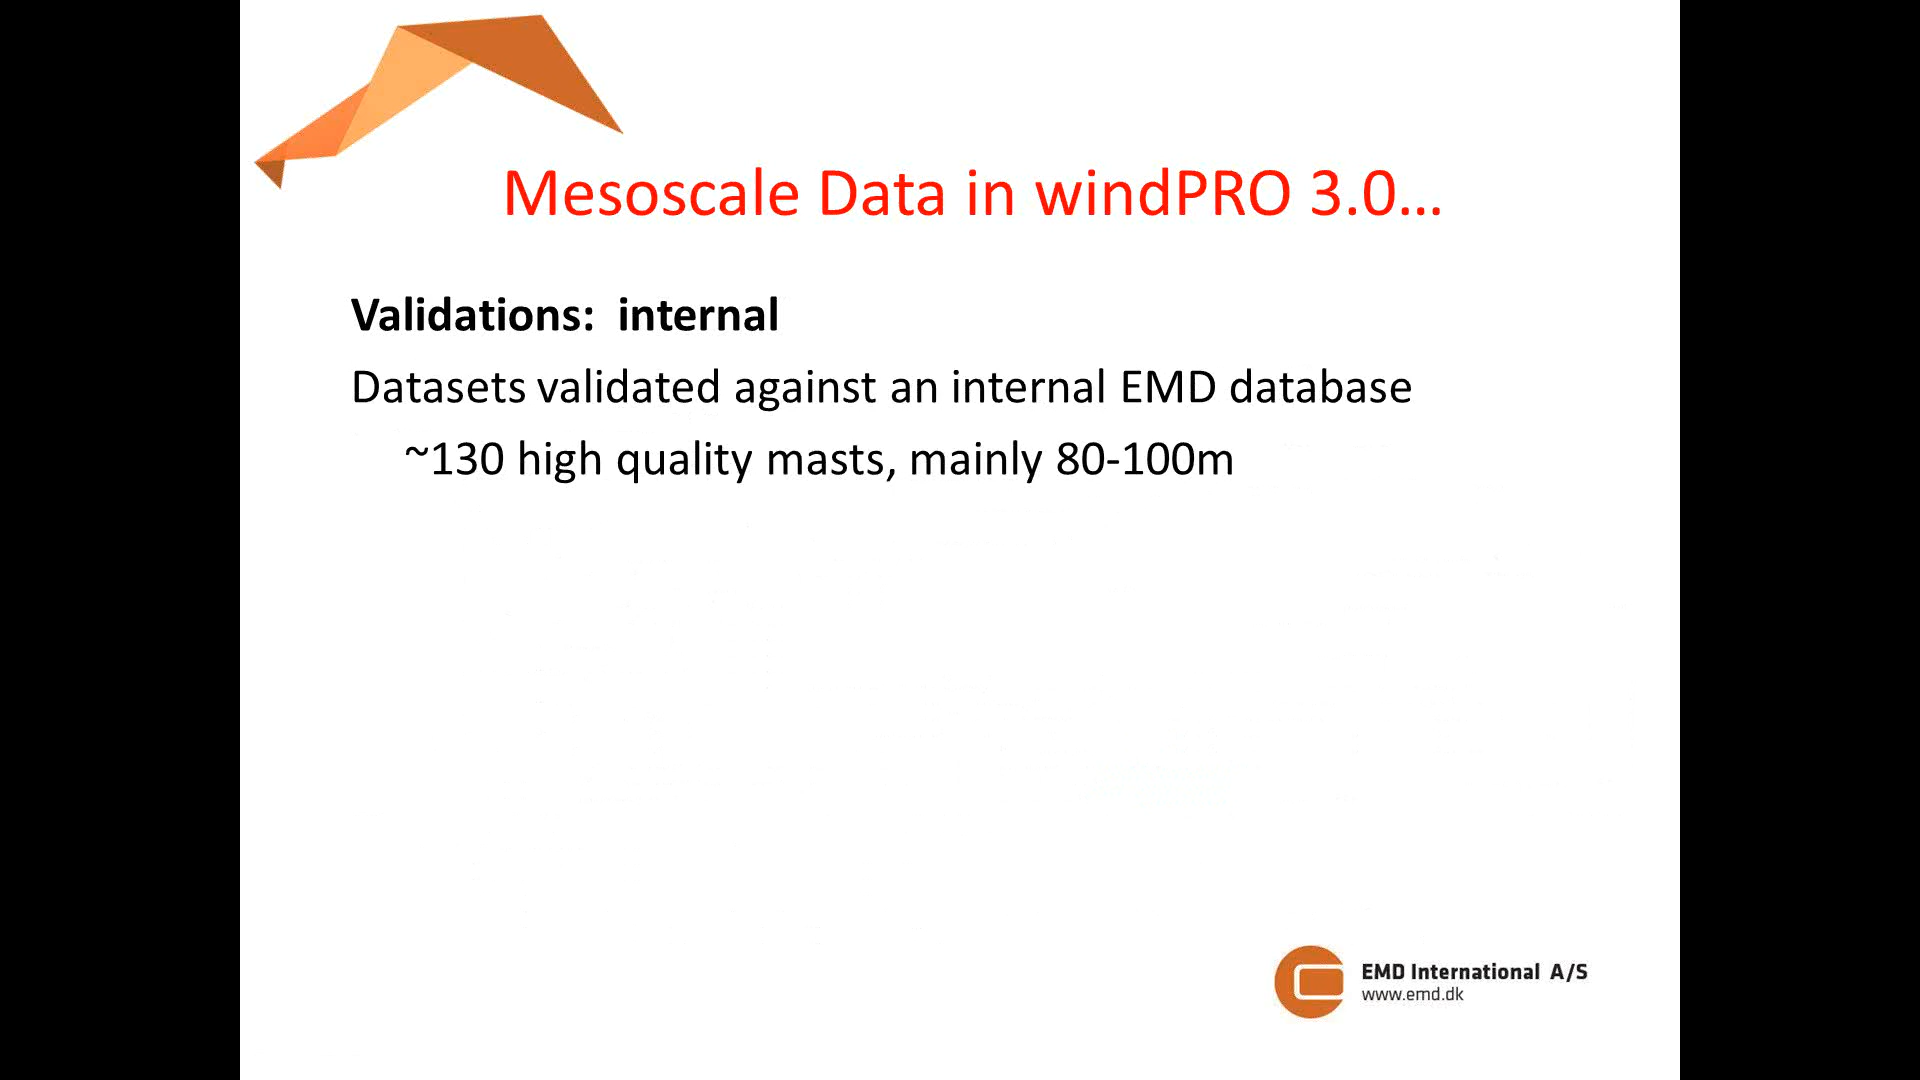 Mesoscale Data in windPRO 3.0...
Validations:  internal
Datasets validated against an internal EMD database
~130 high quality masts, mainly 80-100m
EMD International A/S
www.emd.dk